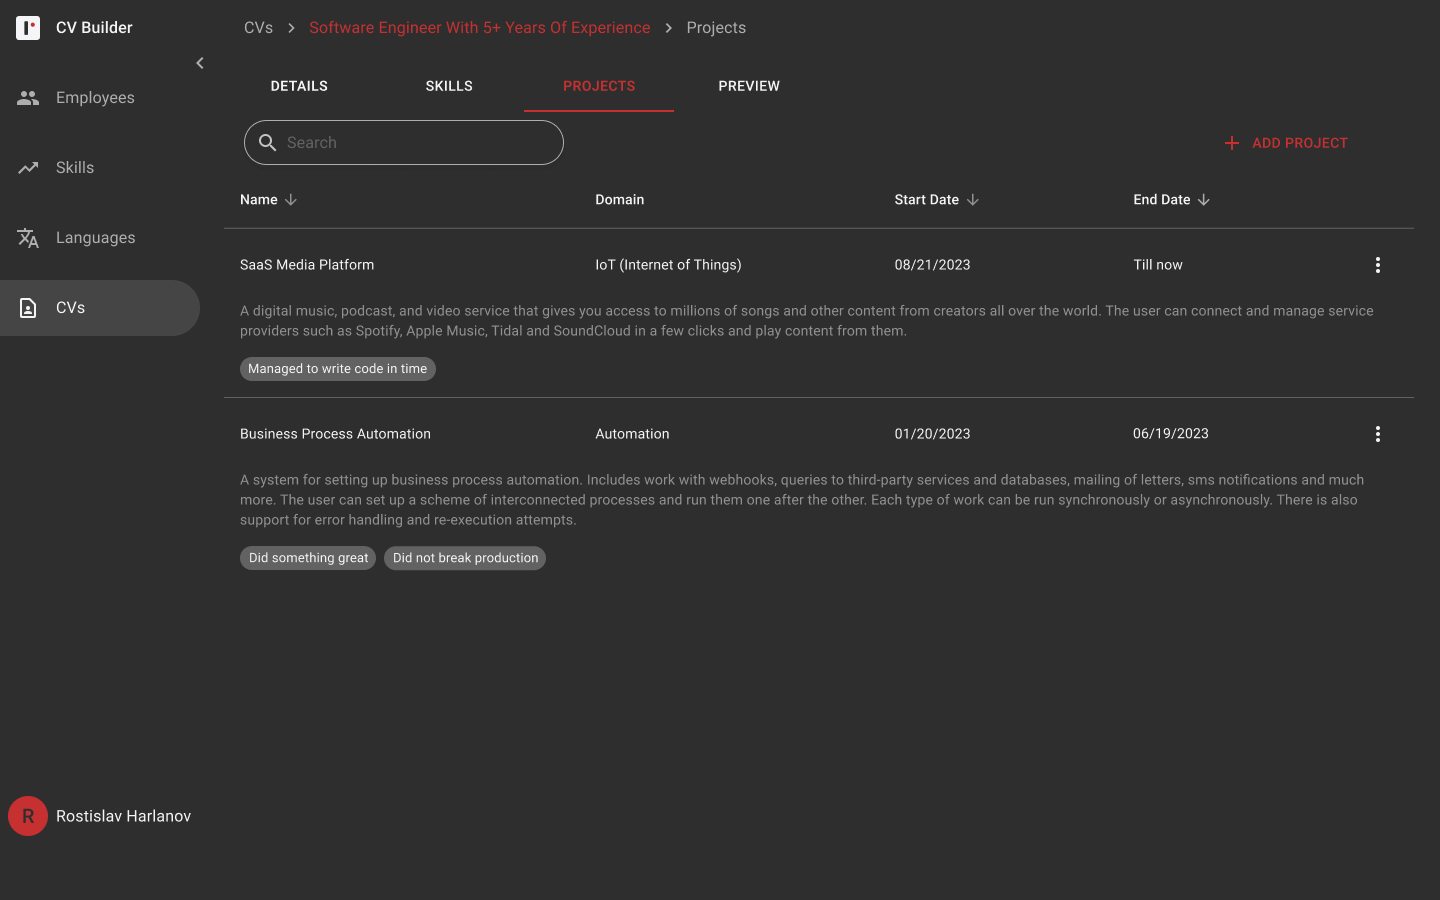 CV Builder
CVs > Software Engineer With 5+ Years Of Experience > Projects
Employees
Skills
Languages
CVs
DETAILS SKILLS PROJECTS PREVIEW
Search
ADD PROJECT
Name Domain Start Date End Date
SaaS Media Platform IoT (Internet of Things) 08/21/2023 Till now
A digital music, podcast, and video service that gives you access to millions of songs and other content from creators all over the world. The user can connect and manage service
providers such as Spotify, Apple Music, Tidal and SoundCloud in a few clicks and play content from them.
Managed to write code in time
Business Process Automation Automation 01/20/2023 06/19/2023
A system for setting up business process automation. Includes work with webhooks, queries to third-party services and databases, mailing of letters, sms notifications and much
more. The user can set up a scheme of interconnected processes and run them one after the other. Each type of work can be run synchronously or asynchronously. There is also
support for error handling and re-execution attempts.
Did something great Did not break production
R Rostislav Harlanov